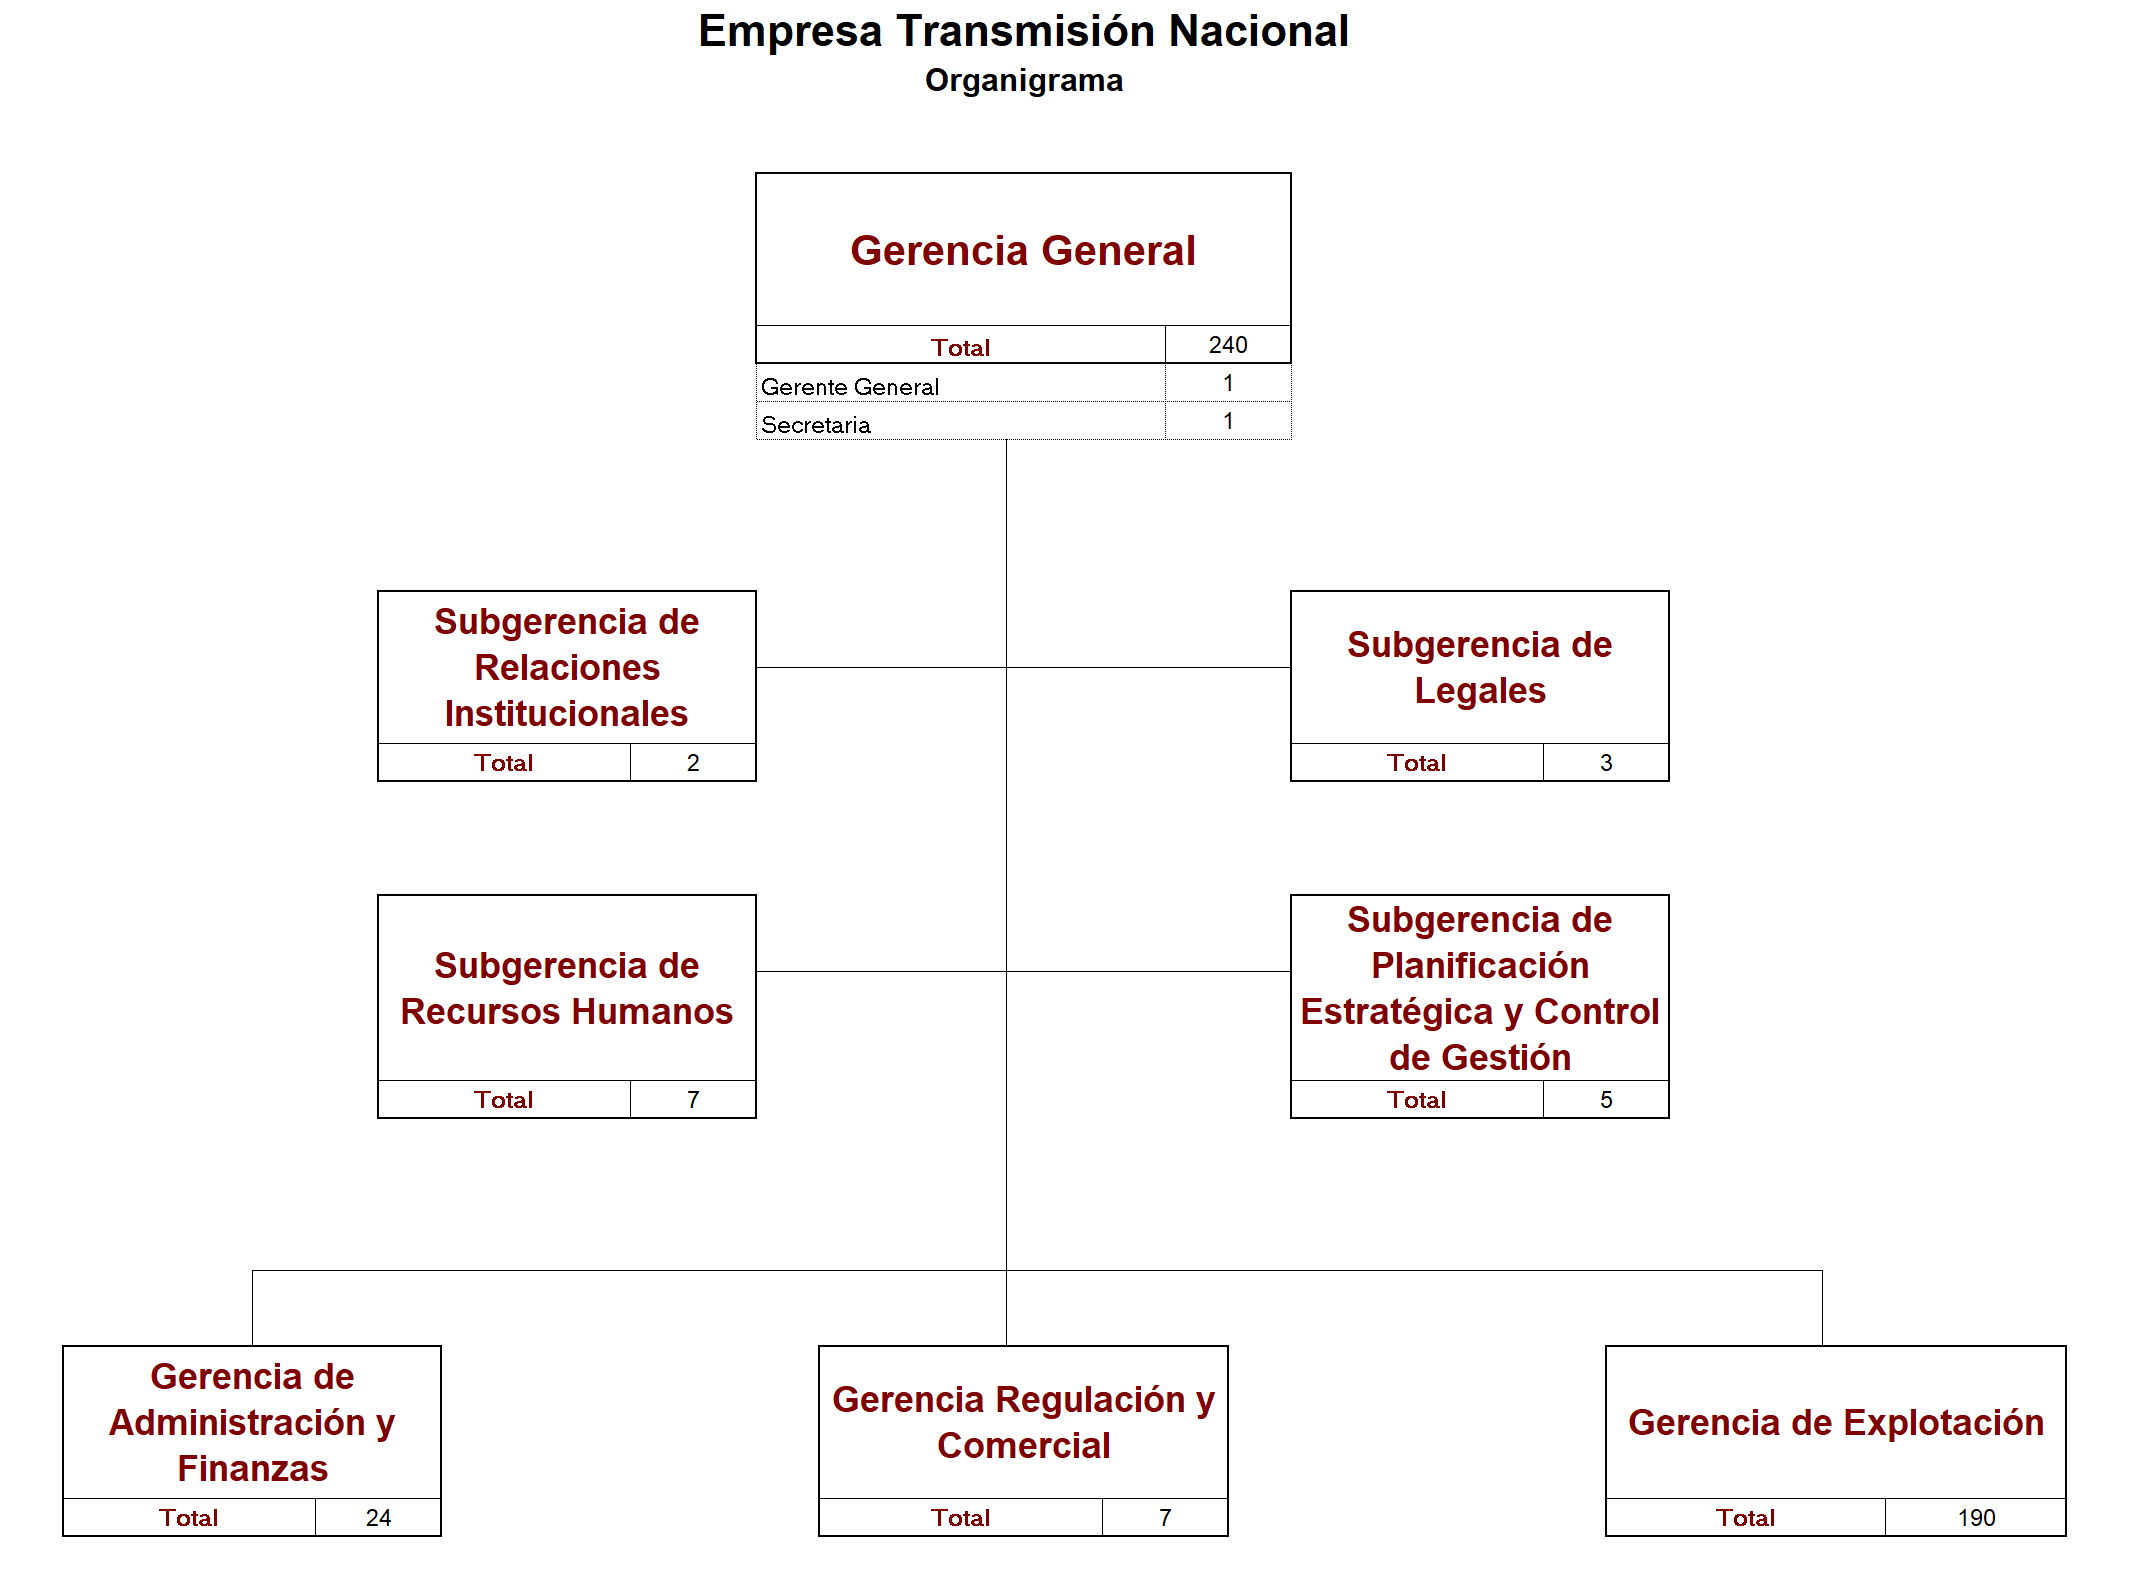 Empresa Transmisión Nacional
Organigrama
Gerencia General
Total 240
Gerente General 1
Secretaria 1
Subgerencia de
Relaciones
Institucionales
Total 2
Subgerencia de
Legales
Total 3
Subgerencia de
Recursos Humanos
Total 7
Subgerencia de
Planificación
Estratégica y Control
de Gestión
Total 5
Gerencia de
Administración y
Finanzas
Total 24
Gerencia Regulación y
Comercial
Total 7
Gerencia de Explotación
Total 190